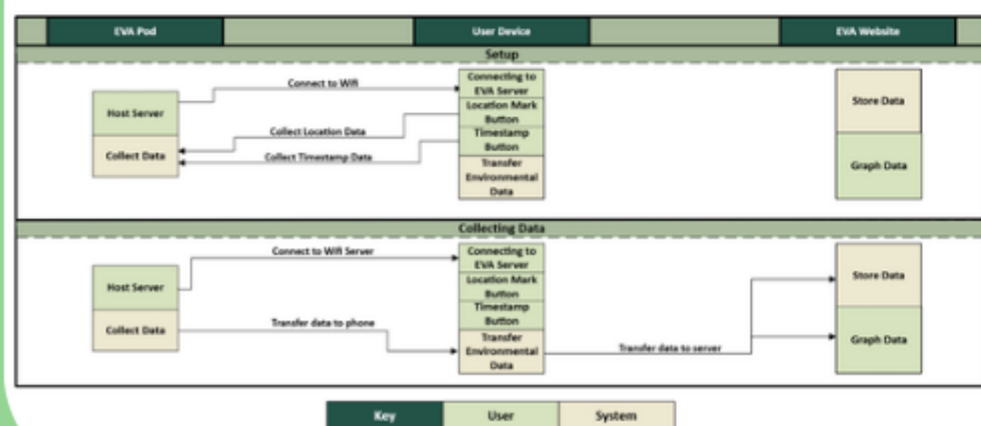 EVA Pod
User Device
EVA Website
Setup
Connect to Wifi
Host Server
Collect Location Data
Collect Data
Collect Timestamp Data
Connecting to
EVA Server
Location Mark
Button
Timestamp
Button
Transfer
Environmental
Data
Store Data
Graph Data
Collecting Data
Connect to Wifi Server
Host Server
Collect Data
Transfer data to phone
Connecting to
EVA Server
Location Mark
Button
Timestamp
Button
Transfer
Environmental
Data
Transfer data to server
Store Data
Graph Data
Key
User
System